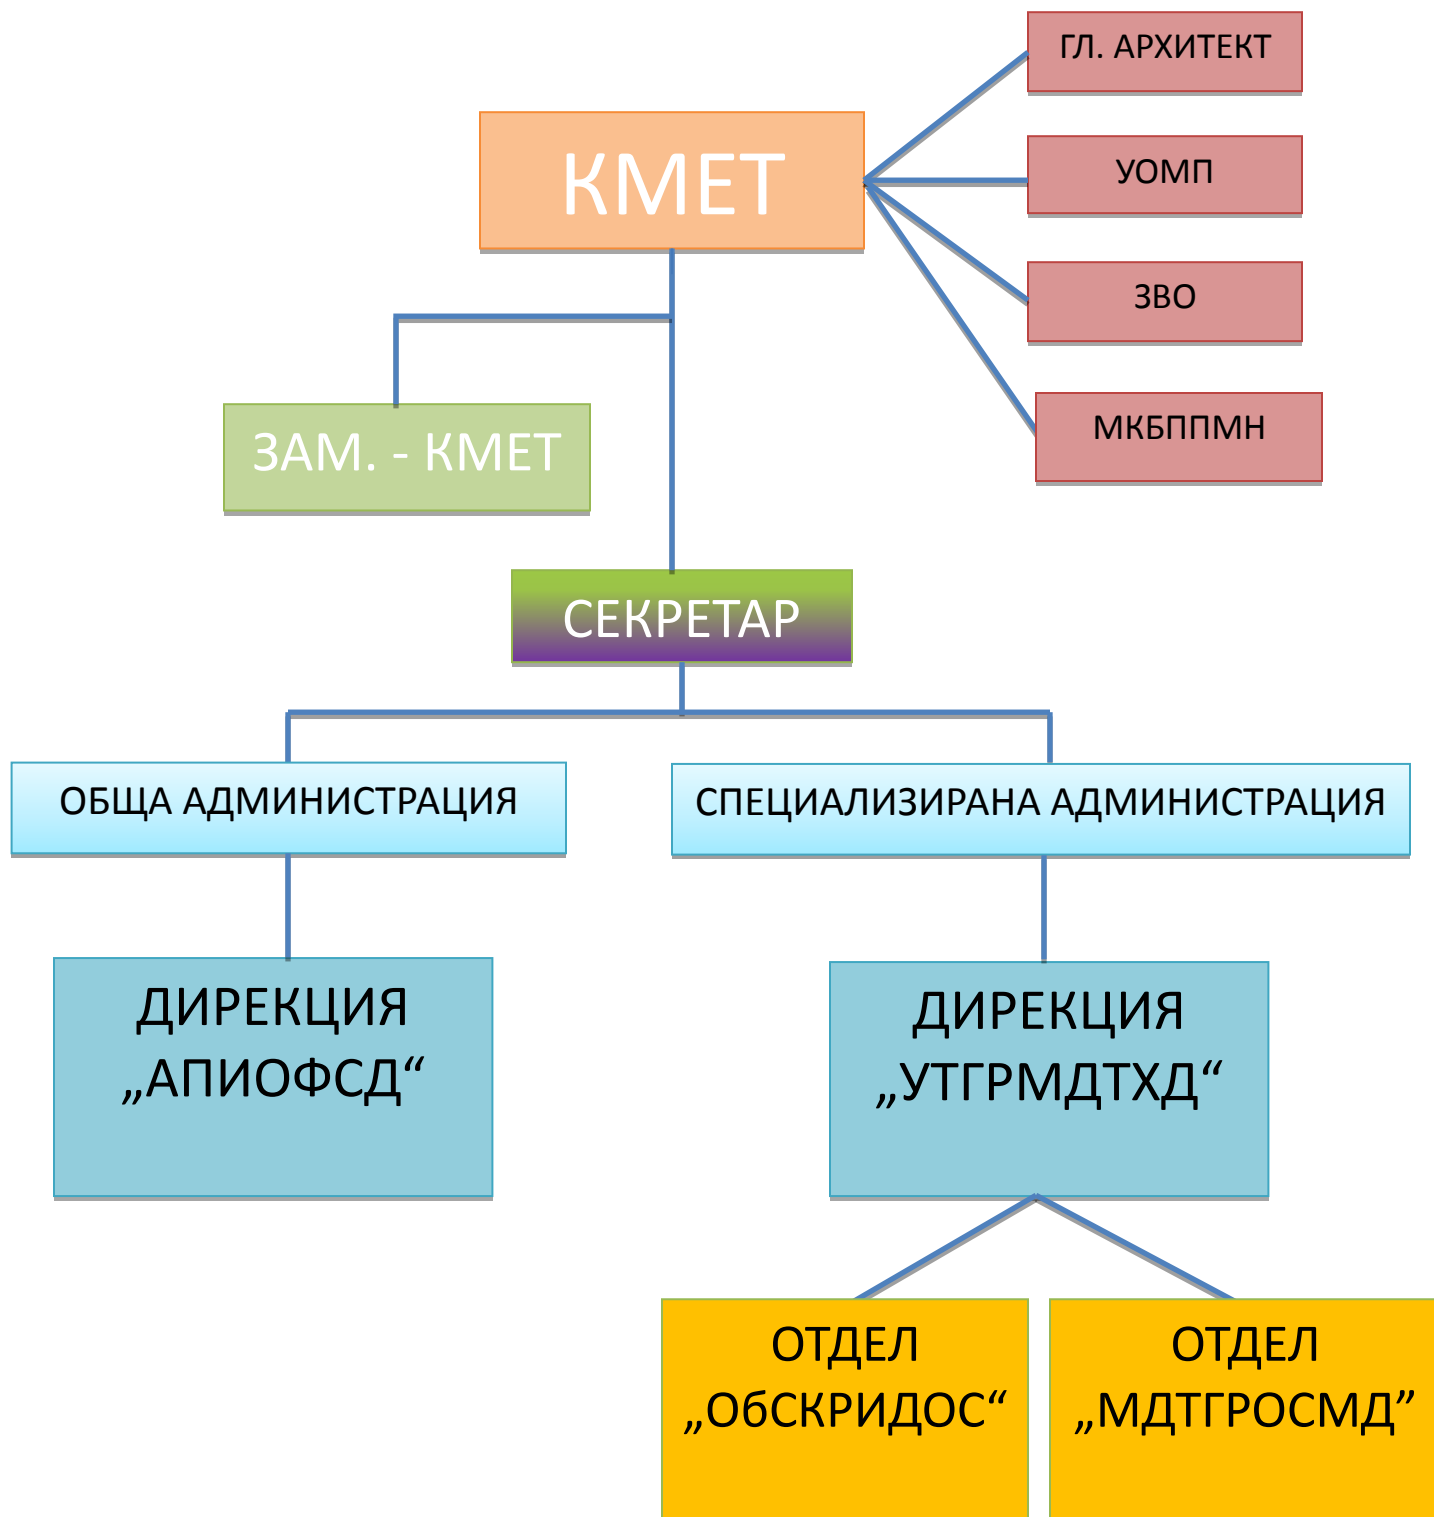 ГЛ. АРХИТЕКТ
КМЕТ
УОМП
ЗВО
МКБППМН
ЗАМ. - КМЕТ
СЕКРЕТАР
ОБЩА АДМИНИСТРАЦИЯ
СПЕЦИАЛИЗИРАНА АДМИНИСТРАЦИЯ
ДИРЕКЦИЯ
„АПИОФСД“
ДИРЕКЦИЯ
„УТГРМДТХД“
ОТДЕЛ
„ОбСКРИДОС“
ОТДЕЛ
„МДТГРОСМД”